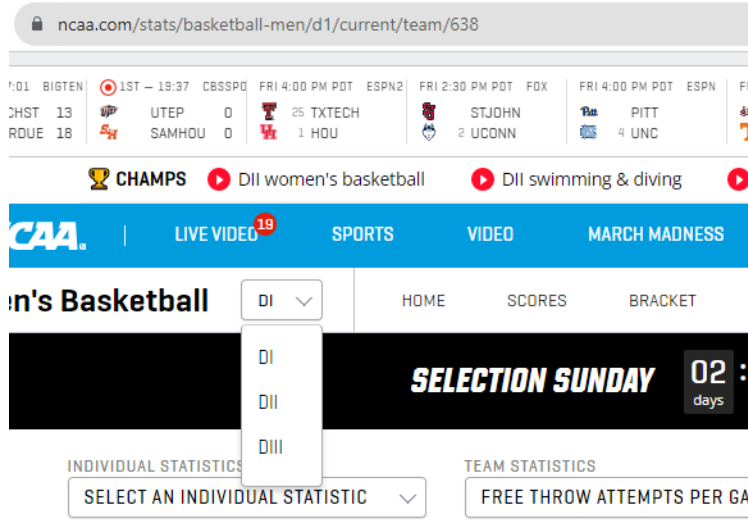 ncaa.com/stats/basketball-men/d1/current/team/638
7:01 BIGTEN 1ST – 19:37 CBSSPO FRI 4:00 PM PDT ESPN2 FRI 2:30 PM PDT FOX FRI 4:00 PM PDT ESPN
CHST 13 UTEP 0 25 TXTECH STJOHN Pitt PITT
RDUE 18 SAMHOU 0 1 HOU 2 UCONN 4 UNC
CHAMPS DII women's basketball DII swimming & diving
NCAA LIVE VIDEO 19 SPORTS VIDEO MARCH MADNESS
en's Basketball DI HOME SCORES BRACKET
DI
DII
DIII
SELECTION SUNDAY 02 :
days
INDIVIDUAL STATISTICS TEAM STATISTICS
SELECT AN INDIVIDUAL STATISTIC FREE THROW ATTEMPTS PER GA